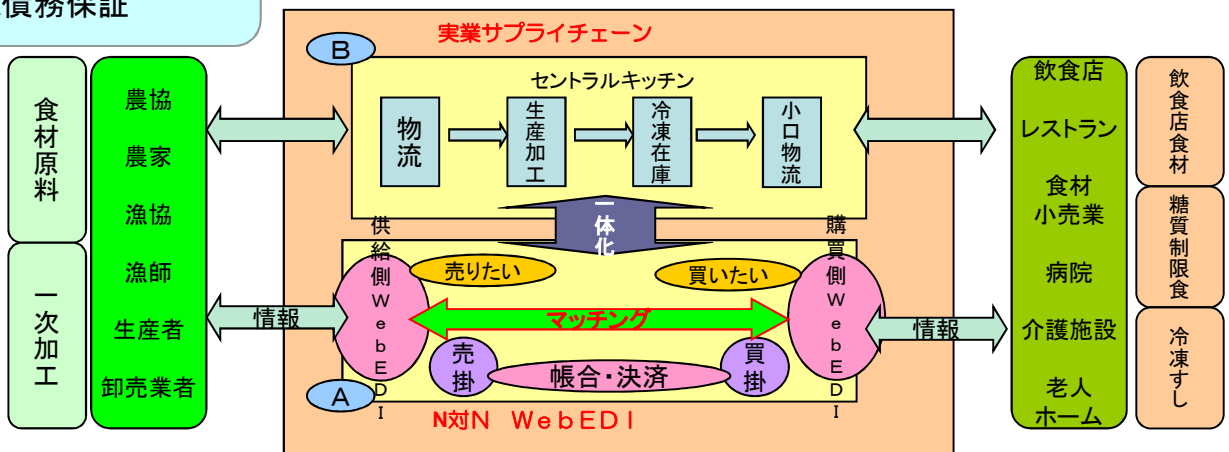 債務保証
実業サプライチェーン
B
セントラルキッチン
物流
生産加工
冷凍在庫
小口物流
食材原料
一次加工
農協
農家
漁協
漁師
生産者
卸売業者
一体化
供給側WebEDI
購買側WebEDI
売りたい
買いたい
情報
マッチング
情報
売掛
買掛
帳合・決済
A
N対N WebEDI
飲食店
レストラン
食材
小売業
病院
介護施設
老人
ホーム
飲食店食材
糖質制限食
冷凍すし